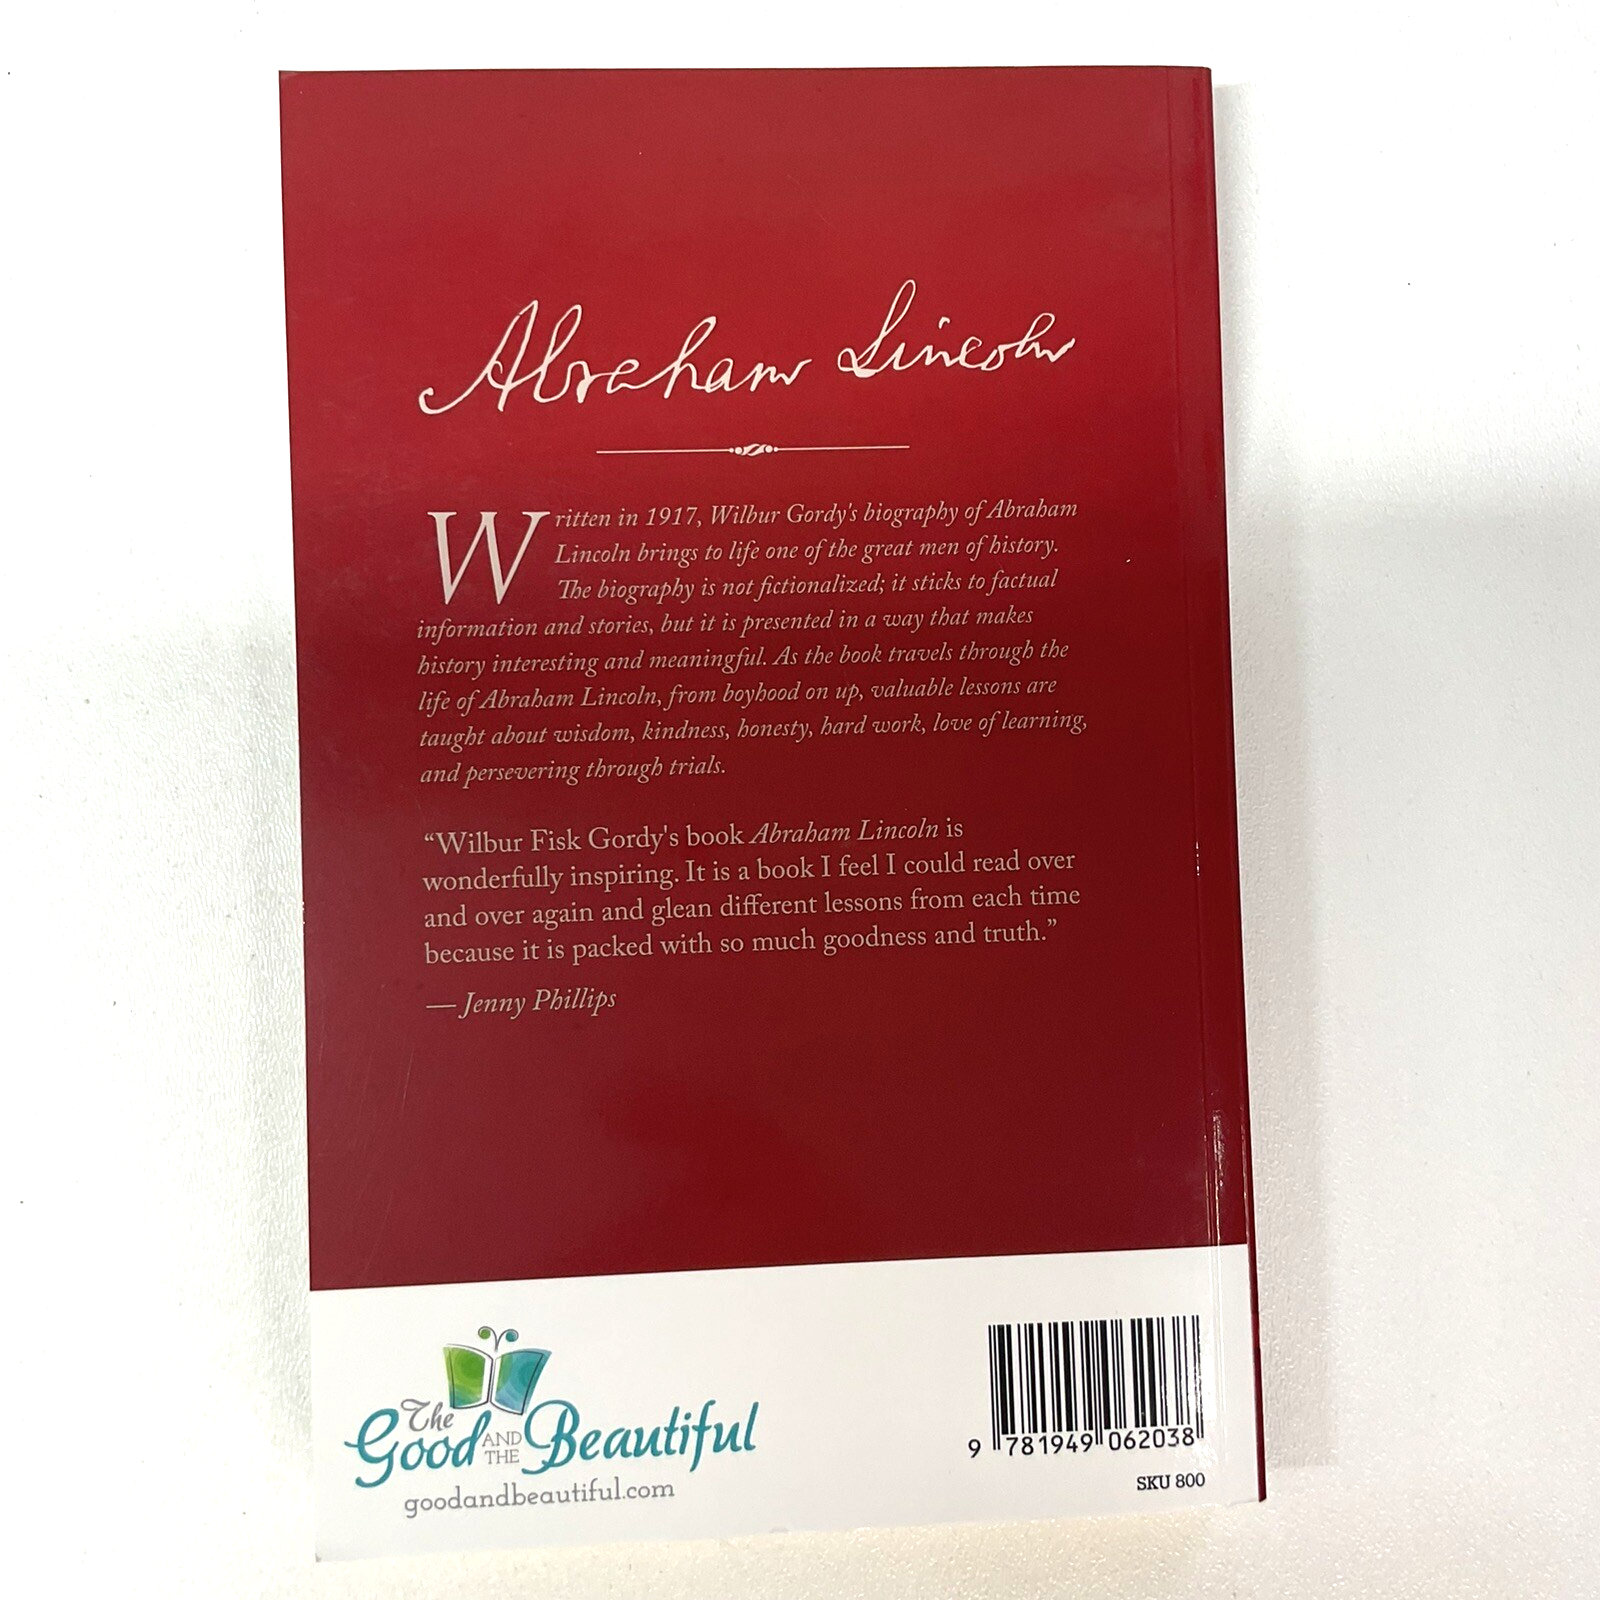 Abraham Lincoln
Written in 1917, Wilbur Gordy's biography of Abraham
Lincoln brings to life one of the great men of history.
The biography is not fictionalized; it sticks to factual
information and stories, but it is presented in a way that makes
history interesting and meaningful. As the book travels through the
life of Abraham Lincoln, from boyhood on up, valuable lessons are
taught about wisdom, kindness, honesty, hard work, love of learning,
and persevering through trials.
“Wilbur Fisk Gordy's book Abraham Lincoln is
wonderfully inspiring. It is a book I feel I could read over
and over again and glean different lessons from each time
because it is packed with so much goodness and truth.”
— Jenny Phillips
The
Good AND THE Beautiful
goodandbeautiful.com
9 781949 062038
SKU 800